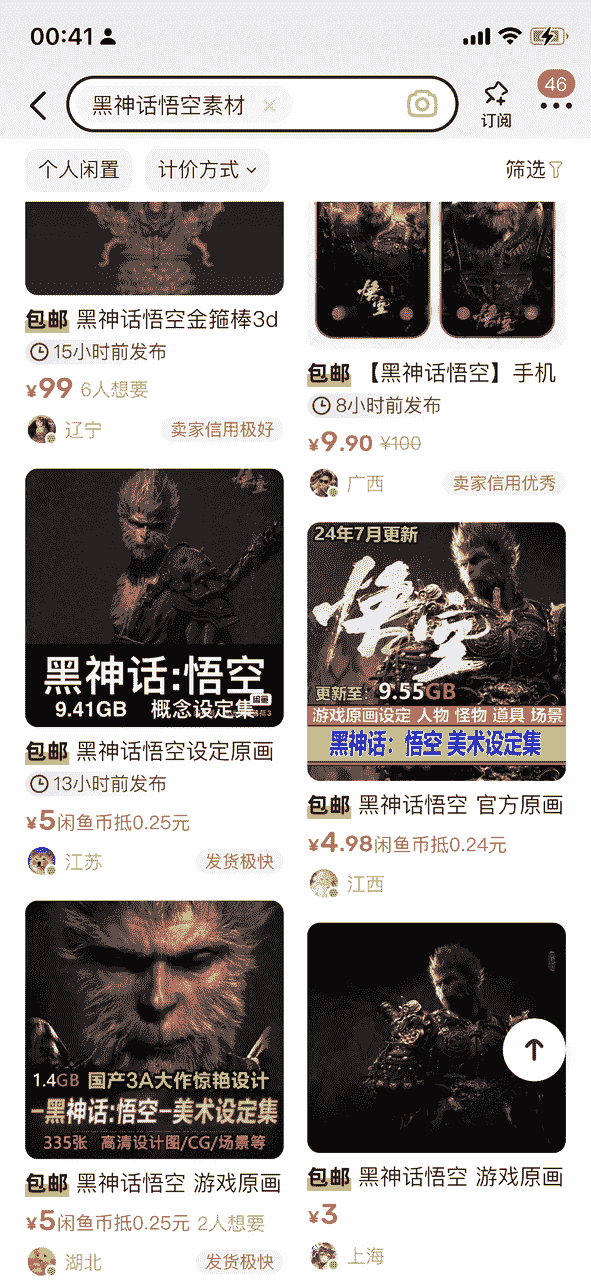 00:41
黑神话悟空素材 ×
订阅
46
个人闲置
计价方式
筛选
包邮 黑神话悟空金箍棒3d
15小时前发布
¥99 6人想要
辽宁
卖家信用极好
悟空
黑神话:悟空
9.41GB 概念设定集
包邮 黑神话悟空设定原画
13小时前发布
¥5闲鱼币抵0.25元
江苏
发货极快
1.4GB 国产3A大作惊艳设计
黑神话:悟空
美术设定集
335张 高清设计图/CG/场景等
包邮 黑神话悟空 游戏原画
¥5闲鱼币抵0.25元 2人想要
湖北
发货极快
悟空
悟空
包邮 【黑神话悟空】手机
8小时前发布
¥9.90 ¥100
广西
卖家信用优秀
24年7月更新
悟空
更新至: 9.55GB
游戏原画设定 人物 怪物 道具 场景
黑神话: 悟空 美术设定集
包邮 黑神话悟空 官方原画
¥4.98闲鱼币抵0.24元
江西
包邮 黑神话悟空 游戏原画
¥3
上海